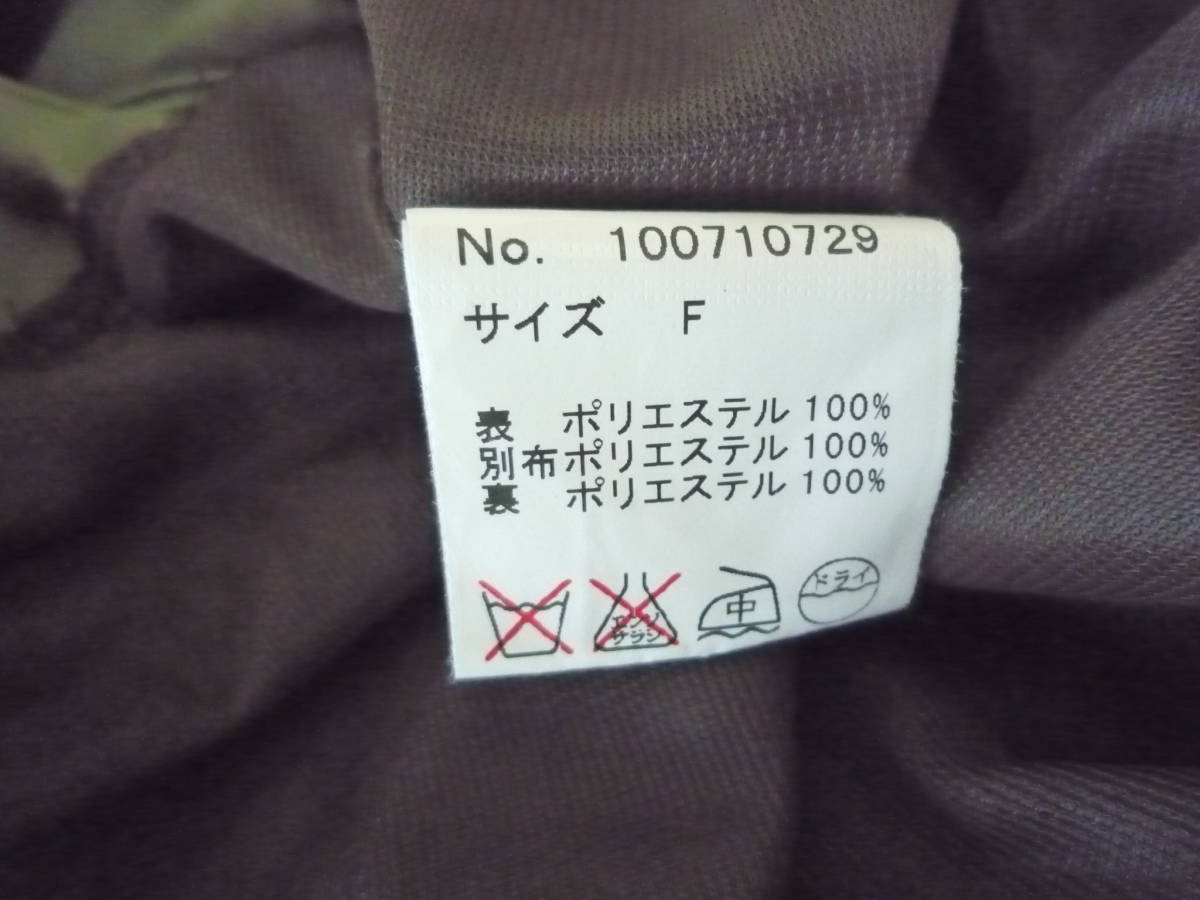 No. 100710729
サイズ F
表 ポリエステル 100%
別布 ポリエステル 100%
裏 ポリエステル 100%
エンソ
サラシ
中
ドライ